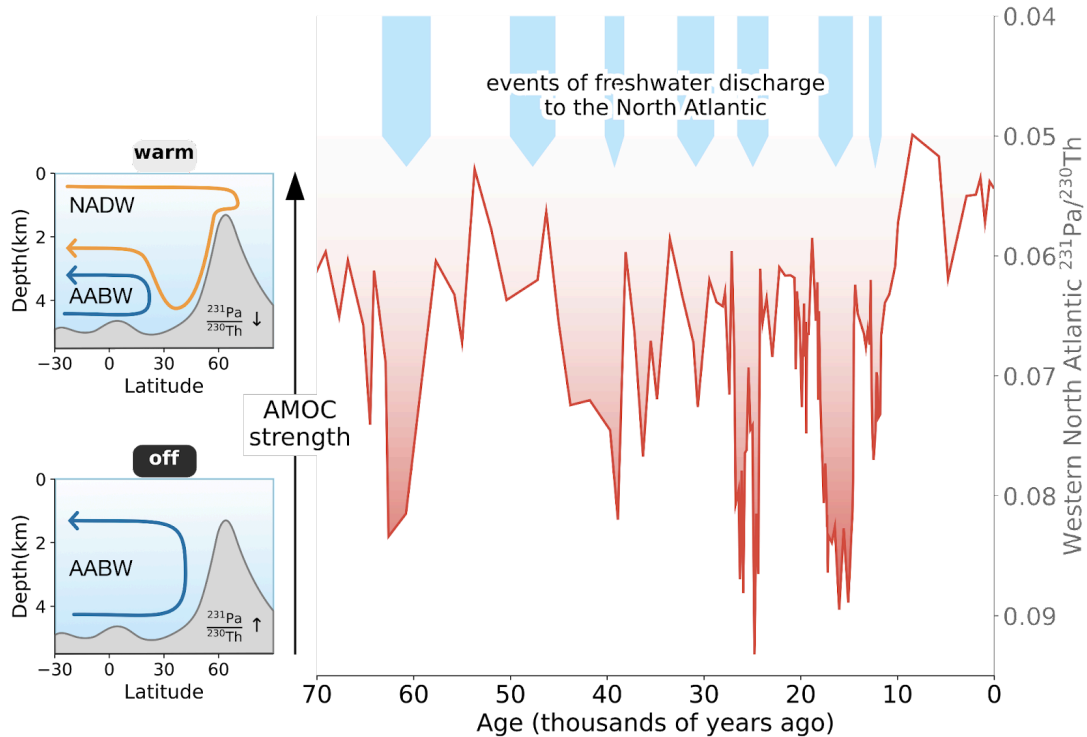 events of freshwater discharge
to the North Atlantic
warm
0
2
4
Depth(km)
NADW
AABW
²³¹Pa
²³⁰Th ↓
−30 0 30 60
Latitude
AMOC
strength
off
0
2
4
Depth(km)
AABW
²³¹Pa
²³⁰Th ↑
−30 0 30 60
Latitude
70 60 50 40 30 20 10 0
Age (thousands of years ago)
0.04
0.05
0.06
0.07
0.08
0.09
Western North Atlantic ²³¹Pa/²³⁰Th